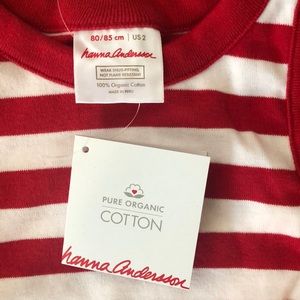 80/85 cm | US 2
hanna Andersson
WEAR SNUG-FITTING,
NOT FLAME RESISTANT
100% Organic Cotton
MADE IN PERU
PURE ORGANIC
COTTON
hanna Andersson